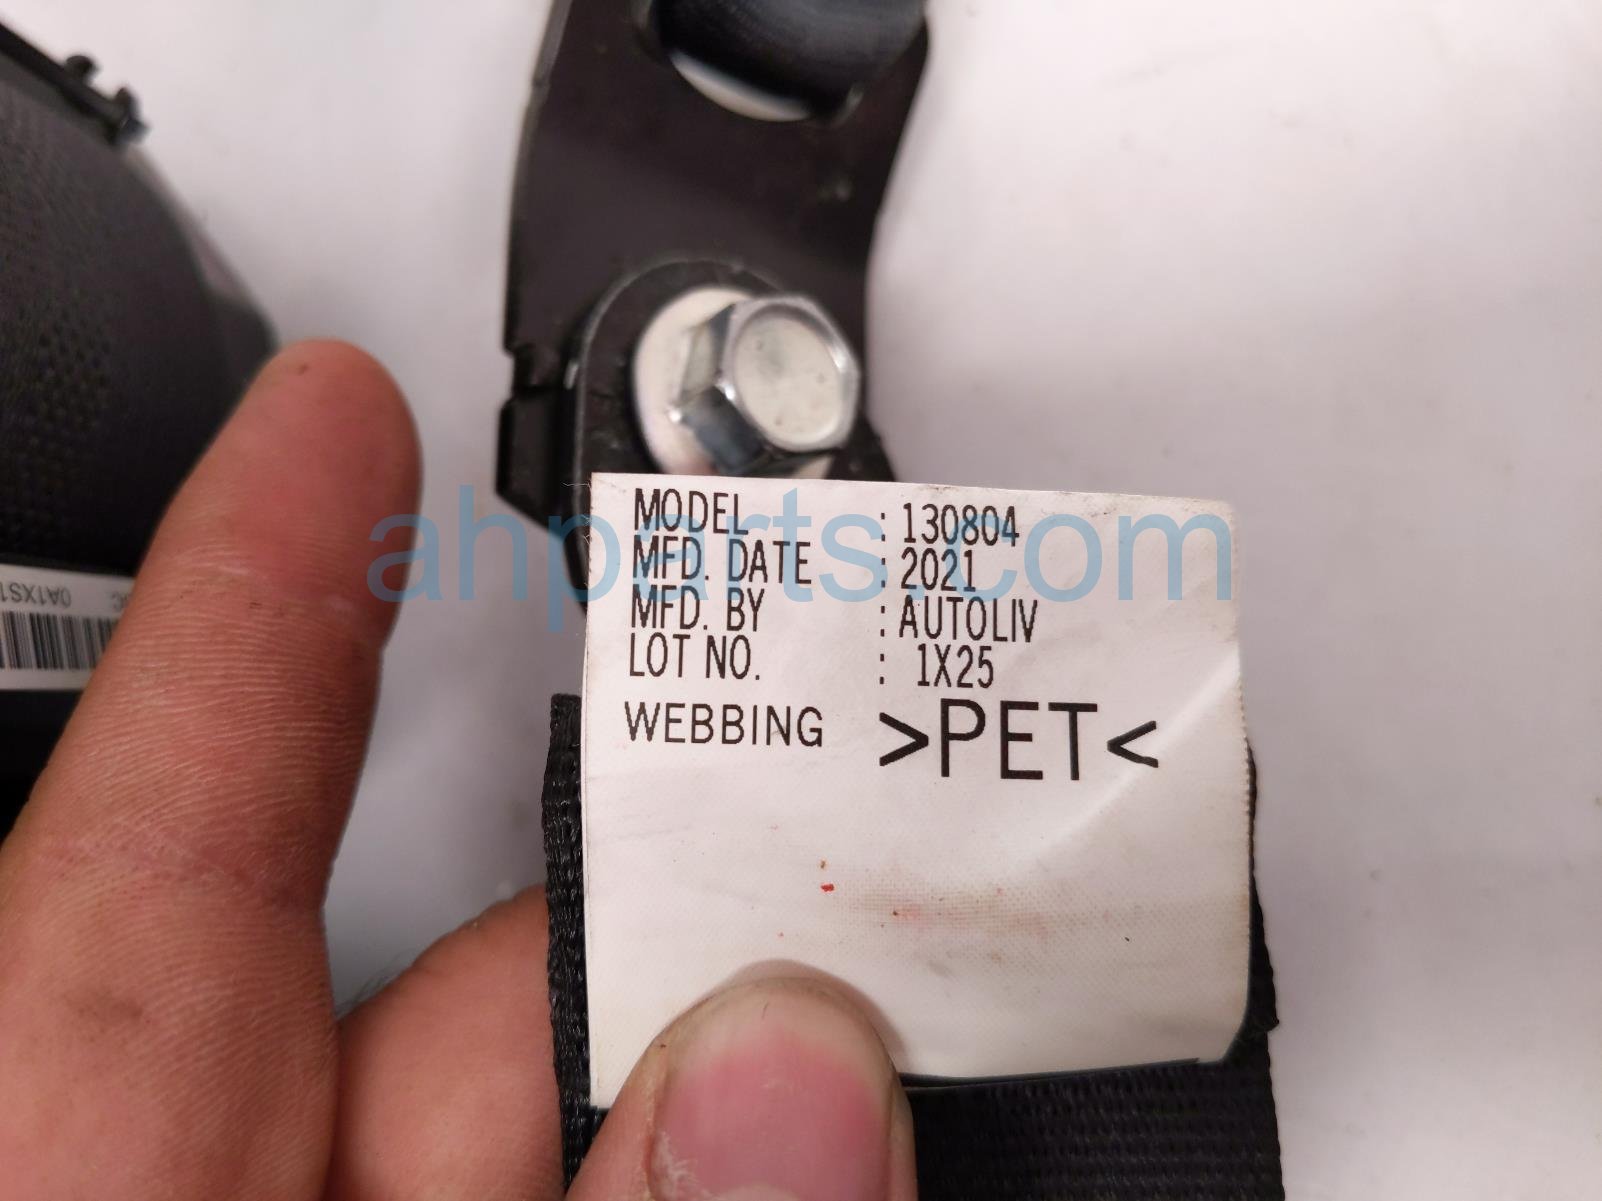 MODEL : 130804
MFD. DATE : 2021
MFD. BY : AUTOLIV
LOT NO. : 1X25
WEBBING >PET<
ahparts.com